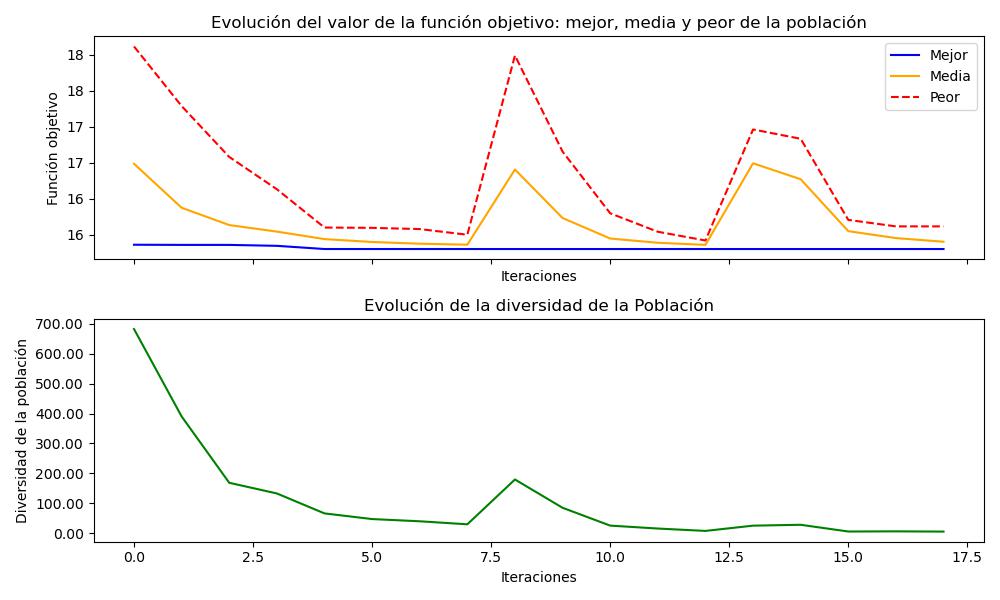 Evolución del valor de la función objetivo: mejor, media y peor de la población
Función objetivo
18
18
17
17
16
16
Mejor
Media
Peor
Iteraciones
Evolución de la diversidad de la Población
Diversidad de la población
700.00
600.00
500.00
400.00
300.00
200.00
100.00
0.00
0.0 2.5 5.0 7.5 10.0 12.5 15.0 17.5
Iteraciones